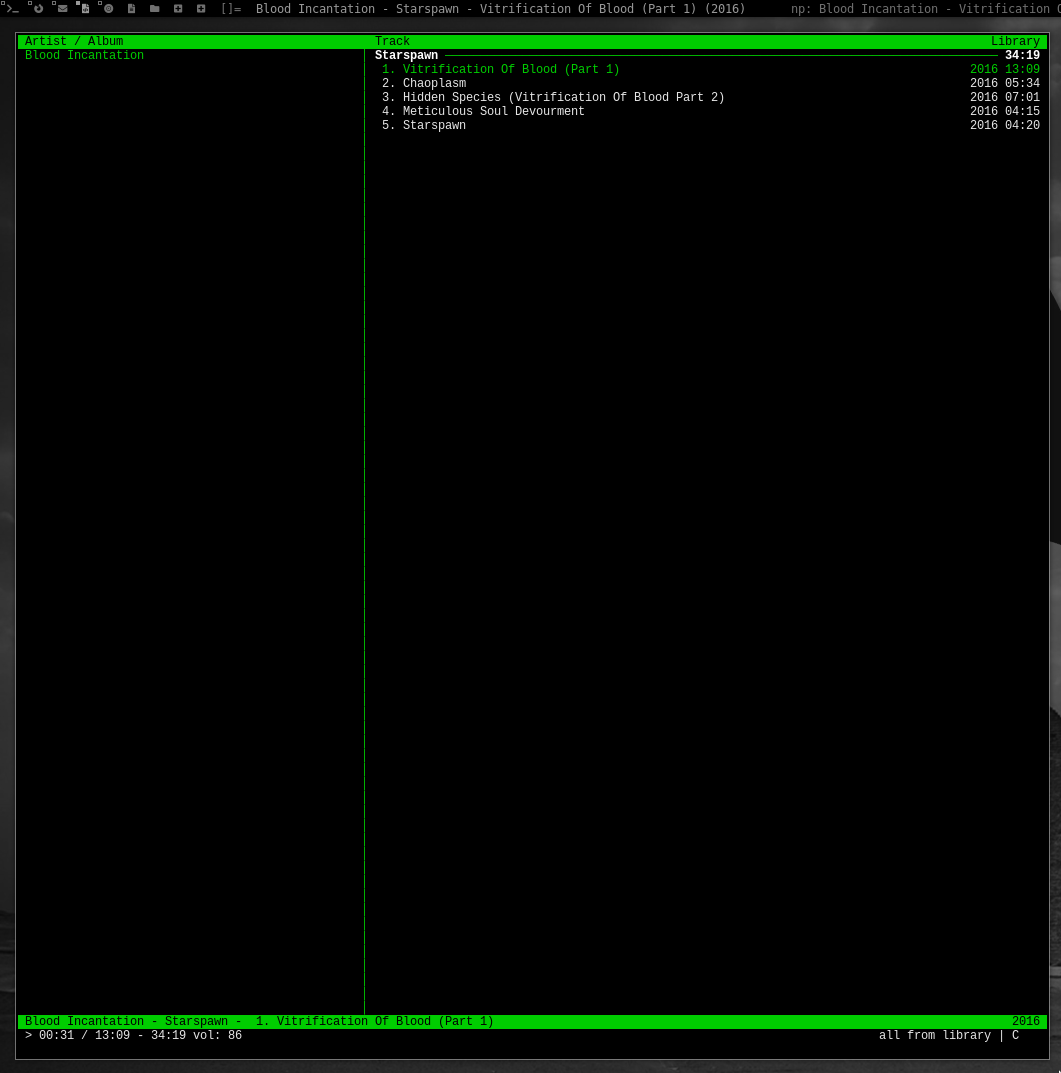 []= Blood Incantation - Starspawn - Vitrification Of Blood (Part 1) (2016) np: Blood Incantation - Vitrification
Artist / Album Track Library
Blood Incantation Starspawn 34:19
1. Vitrification Of Blood (Part 1) 2016 13:09
2. Chaoplasm 2016 05:34
3. Hidden Species (Vitrification Of Blood Part 2) 2016 07:01
4. Meticulous Soul Devourment 2016 04:15
5. Starspawn 2016 04:20
Blood Incantation - Starspawn - 1. Vitrification Of Blood (Part 1) 2016
> 00:31 / 13:09 - 34:19 vol: 86 all from library | C